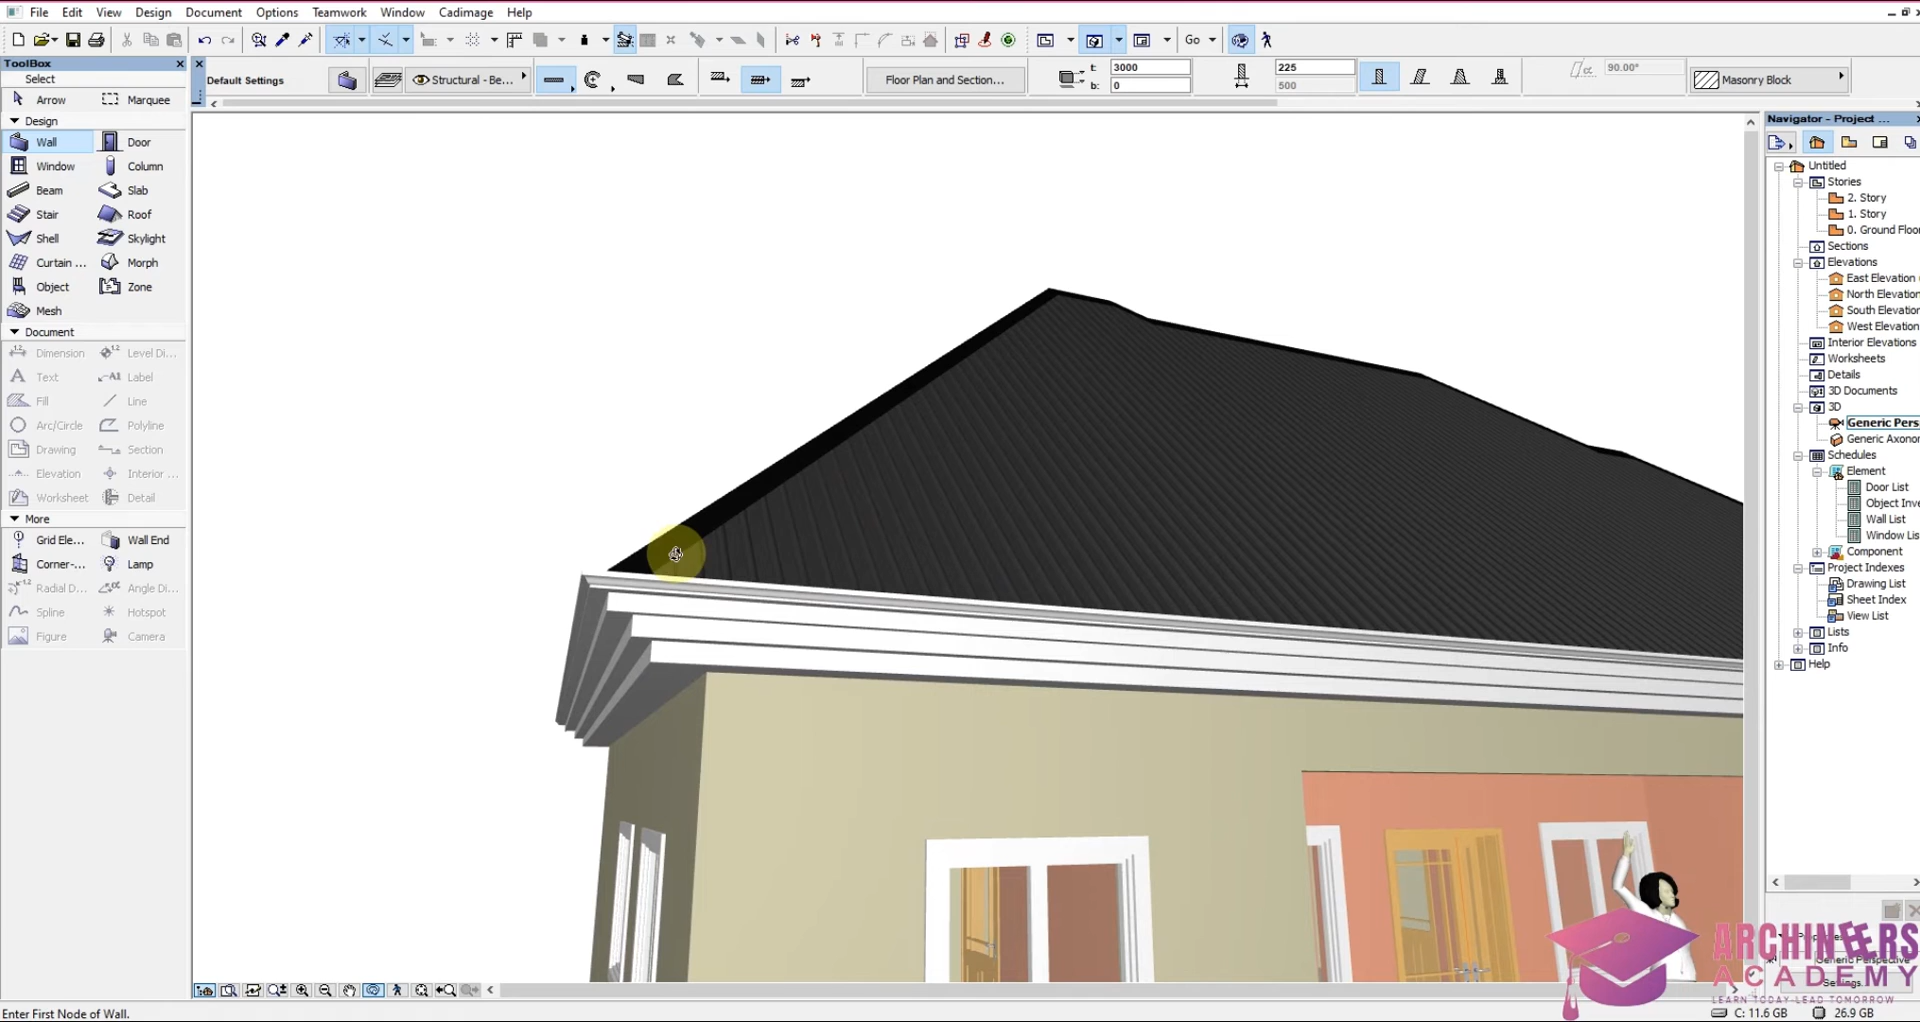 File Edit View Design Document Options Teamwork Window Cadimage Help
Go
ToolBox
Select
Arrow Marquee
Design
Wall Door
Window Column
Beam Slab
Stair Roof
Shell Skylight
Curtain ... Morph
Object Zone
Mesh
Document
Dimension Level Di...
Text Label
Fill Line
Arc/Circle Polyline
Drawing Section
Elevation Interior ...
Worksheet Detail
More
Grid Ele... Wall End
Corner-... Lamp
Radial D... Angle Di...
Spline Hotspot
Figure Camera
Default Settings
Structural - Be...
Floor Plan and Section...
t: 3000
b: 0
225
500
90.00°
Masonry Block
Navigator - Project ...
Untitled
Stories
2. Story
1. Story
0. Ground Floor
Sections
Elevations
East Elevation
North Elevation
South Elevation
West Elevation
Interior Elevations
Worksheets
Details
3D Documents
3D
Generic Pers
Generic Axono
Schedules
Element
Door List
Object Inve
Wall List
Window Lis
Component
Project Indexes
Drawing List
Sheet Index
View List
Lists
Info
Help
Generic Perspective
Settings...
ARCHINEERS
ACADEMY
LEARN TODAY-LEAD TOMORROW
Enter First Node of Wall.
C: 11.6 GB 26.9 GB